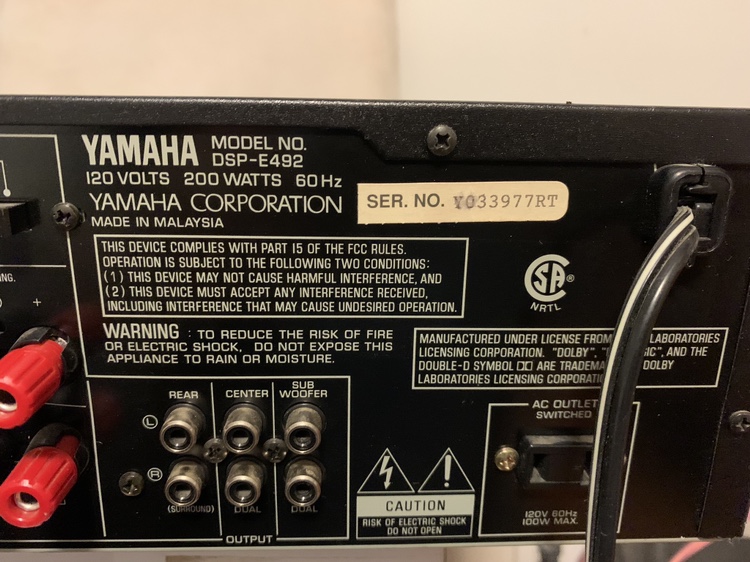 YAMAHA MODEL NO.
DSP-E492
120 VOLTS 200 WATTS 60Hz
YAMAHA CORPORATION
MADE IN MALAYSIA
SER. NO. Y033977RT
THIS DEVICE COMPLIES WITH PART 15 OF THE FCC RULES.
OPERATION IS SUBJECT TO THE FOLLOWING TWO CONDITIONS:
(1) THIS DEVICE MAY NOT CAUSE HARMFUL INTERFERENCE, AND
(2) THIS DEVICE MUST ACCEPT ANY INTERFERENCE RECEIVED,
INCLUDING INTERFERENCE THAT MAY CAUSE UNDESIRED OPERATION.
SA ®
NRTL
WARNING : TO REDUCE THE RISK OF FIRE
OR ELECTRIC SHOCK, DO NOT EXPOSE THIS
APPLIANCE TO RAIN OR MOISTURE.
MANUFACTURED UNDER LICENSE FROM LABORATORIES
LICENSING CORPORATION. "DOLBY", AND THE
DOUBLE-D SYMBOL ARE DOLBY
LABORATORIES LICENSING
+
REAR CENTER SUB
WOOFER
L
R
(SURROUND) DUAL DUAL
OUTPUT
CAUTION
RISK OF ELECTRIC SHOCK
DO NOT OPEN
AC OUTLET
SWITCHED
120V 60Hz
100W MAX.